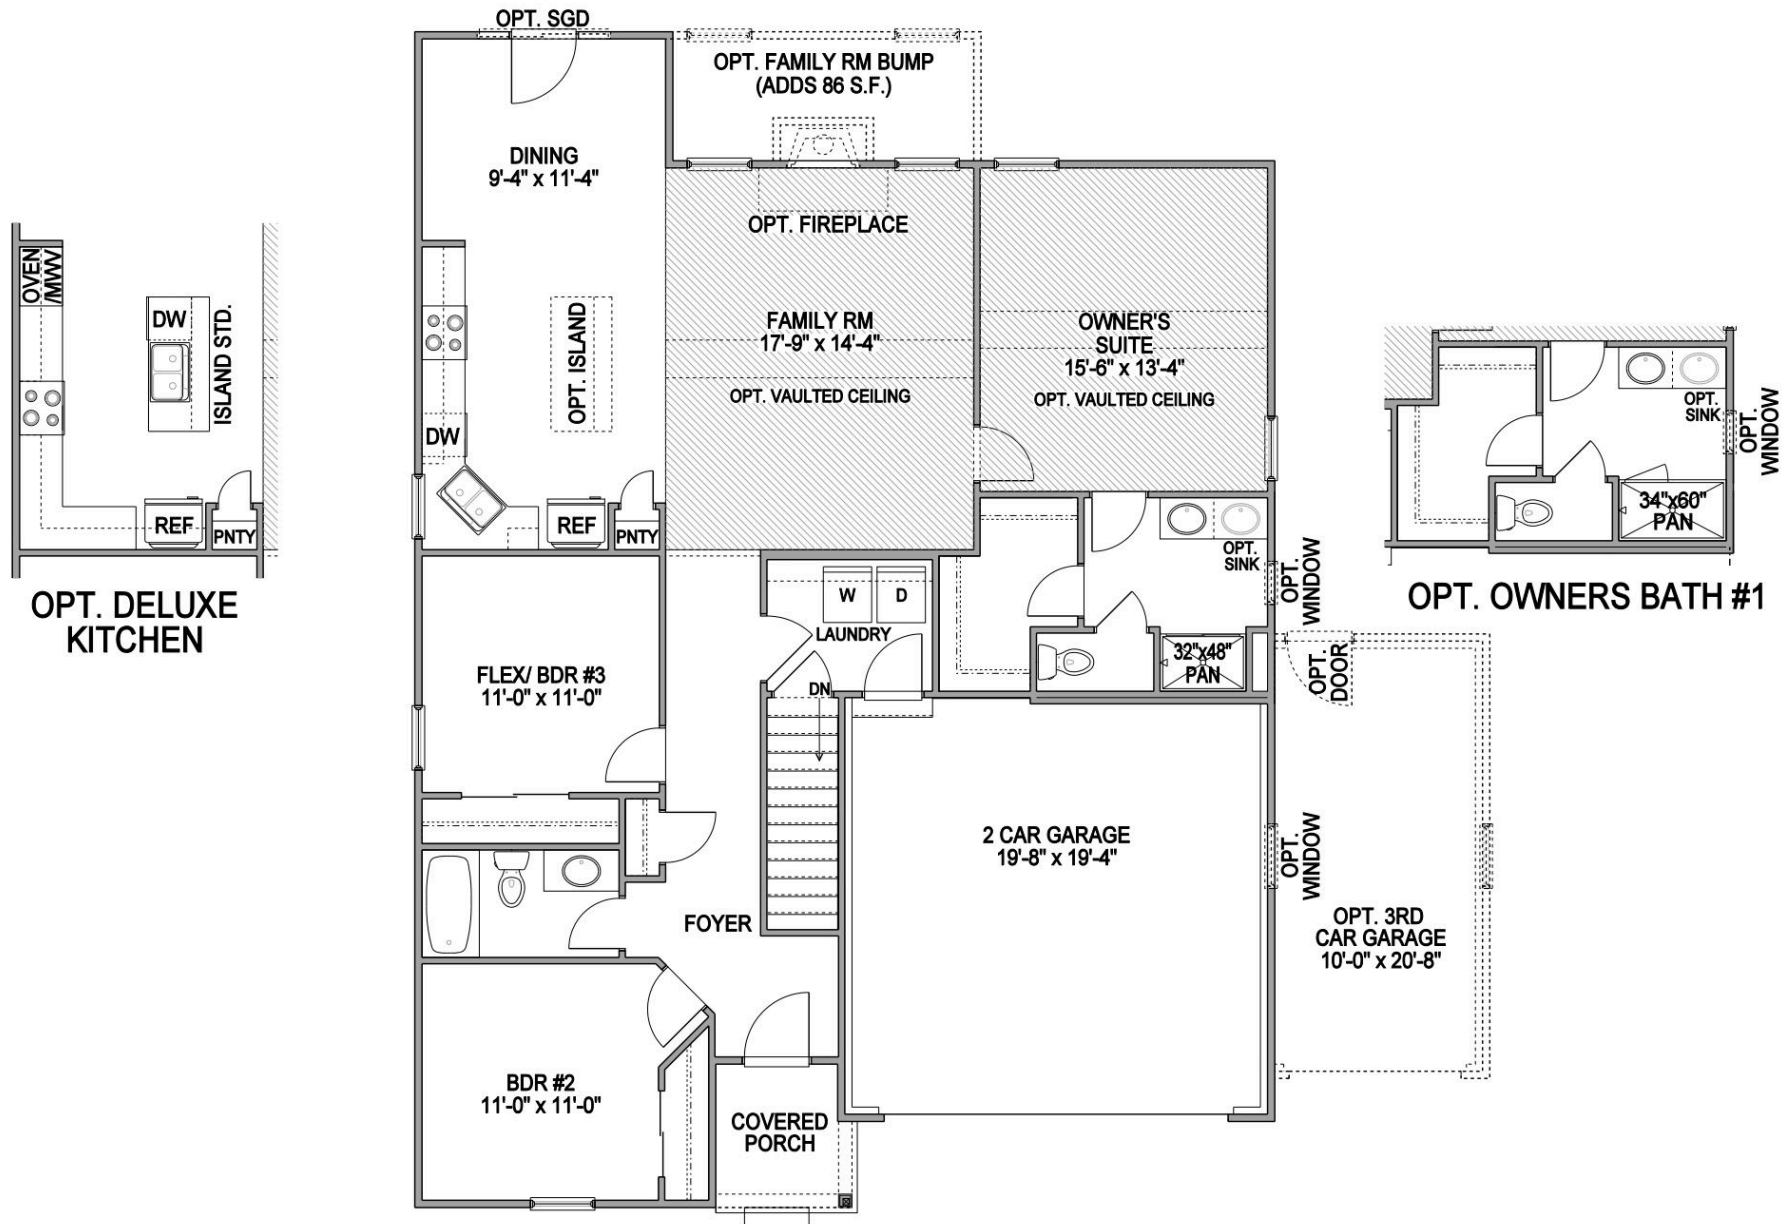 OPT. SGD
OPT. FAMILY RM BUMP
(ADDS 86 S.F.)
DINING
9'-4" x 11'-4"
OPT. FIREPLACE
OPT. ISLAND
FAMILY RM
17'-9" x 14'-4"
OPT. VAULTED CEILING
OWNER'S
SUITE
15'-6" x 13'-4"
OPT. VAULTED CEILING
DW
REF
PNTY
OPT.
SINK
OPT.
WINDOW
W
D
LAUNDRY
32"x48"
PAN
OPT.
DOOR
DN
FLEX/ BDR #3
11'-0" x 11'-0"
2 CAR GARAGE
19'-8" x 19'-4"
OPT.
WINDOW
OPT. 3RD
CAR GARAGE
10'-0" x 20'-8"
FOYER
BDR #2
11'-0" x 11'-0"
COVERED
PORCH
OVEN
/MWV
DW
ISLAND STD.
REF
PNTY
OPT. DELUXE
KITCHEN
OPT.
SINK
OPT.
WINDOW
34"x60"
PAN
OPT. OWNERS BATH #1